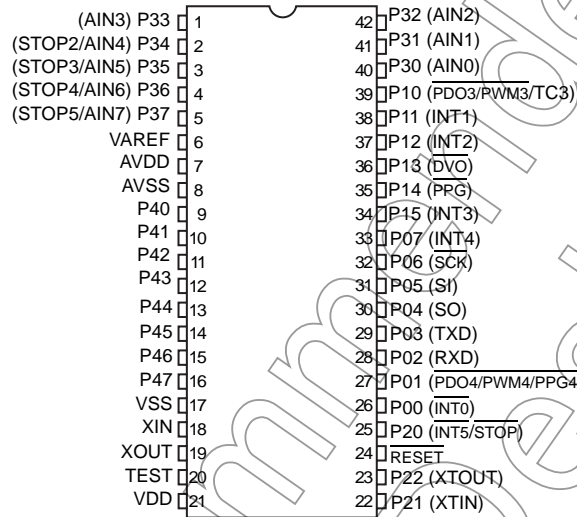 (AIN3) P33 1 42 P32 (AIN2)
(STOP2/AIN4) P34 2 41 P31 (AIN1)
(STOP3/AIN5) P35 3 40 P30 (AIN0)
(STOP4/AIN6) P36 4 39 P10 (PDO3/PWM3/TC3)
(STOP5/AIN7) P37 5 38 P11 (INT1)
VAREF 6 37 P12 (INT2)
AVDD 7 36 P13 (DVO)
AVSS 8 35 P14 (PPG)
P40 9 34 P15 (INT3)
P41 10 33 P07 (INT4)
P42 11 32 P06 (SCK)
P43 12 31 P05 (SI)
P44 13 30 P04 (SO)
P45 14 29 P03 (TXD)
P46 15 28 P02 (RXD)
P47 16 27 P01 (PDO4/PWM4/PPG4
VSS 17 26 P00 (INT0)
XIN 18 25 P20 (INT5/STOP)
XOUT 19 24 RESET
TEST 20 23 P22 (XTOUT)
VDD 21 22 P21 (XTIN)